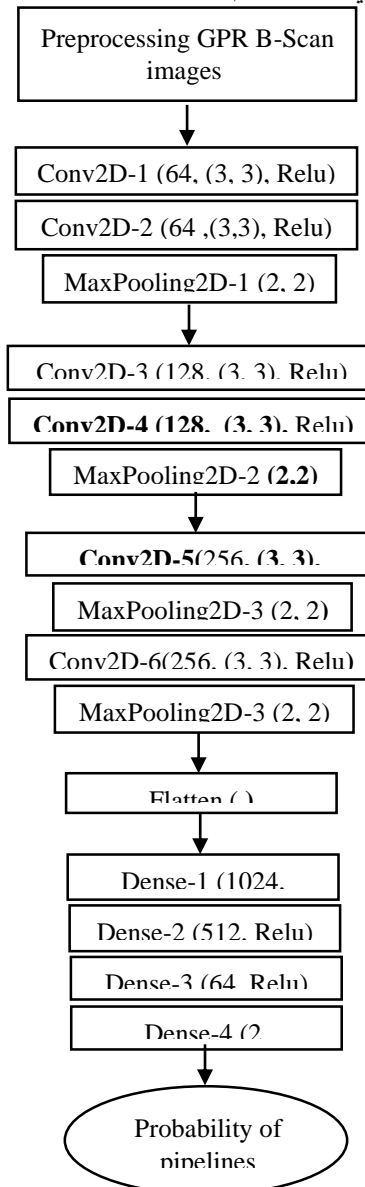 Preprocessing GPR B-Scan
images
Conv2D-1 (64, (3, 3), Relu)
Conv2D-2 (64 ,(3,3), Relu)
MaxPooling2D-1 (2, 2)
Conv2D-3 (128, (3, 3), Relu)
Conv2D-4 (128, (3, 3), Relu)
MaxPooling2D-2 (2,2)
Conv2D-5(256, (3, 3),
MaxPooling2D-3 (2, 2)
Conv2D-6(256, (3, 3), Relu)
MaxPooling2D-3 (2, 2)
Flatten ( )
Dense-1 (1024,
Dense-2 (512, Relu)
Dense-3 (64, Relu)
Dense-4 (2
Probability of
pipelines